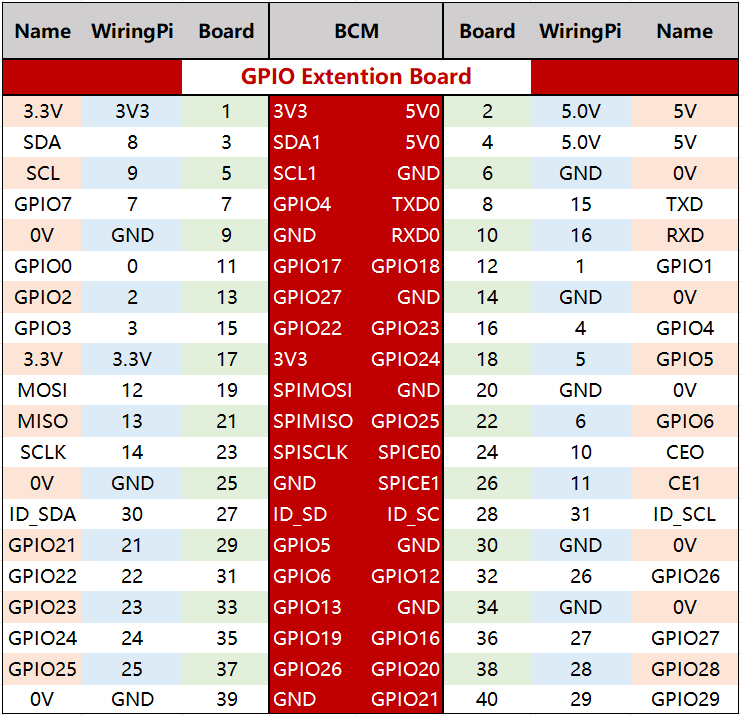 Name WiringPi Board BCM Board WiringPi Name
GPIO Extention Board
3.3V 3V3 1 3V3 5V0 2 5.0V 5V
SDA 8 3 SDA1 5V0 4 5.0V 5V
SCL 9 5 SCL1 GND 6 GND 0V
GPIO7 7 7 GPIO4 TXD0 8 15 TXD
0V GND 9 GND RXD0 10 16 RXD
GPIO0 0 11 GPIO17 GPIO18 12 1 GPIO1
GPIO2 2 13 GPIO27 GND 14 GND 0V
GPIO3 3 15 GPIO22 GPIO23 16 4 GPIO4
3.3V 3.3V 17 3V3 GPIO24 18 5 GPIO5
MOSI 12 19 SPIMOSI GND 20 GND 0V
MISO 13 21 SPIMISO GPIO25 22 6 GPIO6
SCLK 14 23 SPISCLK SPICE0 24 10 CEO
0V GND 25 GND SPICE1 26 11 CE1
ID_SDA 30 27 ID_SD ID_SC 28 31 ID_SCL
GPIO21 21 29 GPIO5 GND 30 GND 0V
GPIO22 22 31 GPIO6 GPIO12 32 26 GPIO26
GPIO23 23 33 GPIO13 GND 34 GND 0V
GPIO24 24 35 GPIO19 GPIO16 36 27 GPIO27
GPIO25 25 37 GPIO26 GPIO20 38 28 GPIO28
0V GND 39 GND GPIO21 40 29 GPIO29